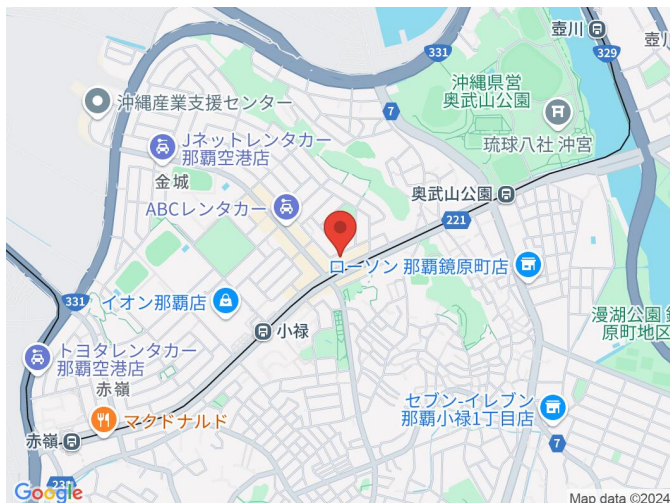 壺川
331
331
329
壺川
沖縄県営
奥武山公園
沖縄産業支援センター
7
琉球八社 沖宮
Jネットレンタカー
那覇空港店
金城
奥武山公園
ABCレンタカー
221
ローソン 那覇鏡原町店
331
イオン那覇店
漫湖公園 鏡
原町地区
小禄
トヨタレンタカー
那覇空港店
赤嶺
セブン-イレブン
那覇小禄1丁目店
マクドナルド
赤嶺
7
Google
Map data ©2024